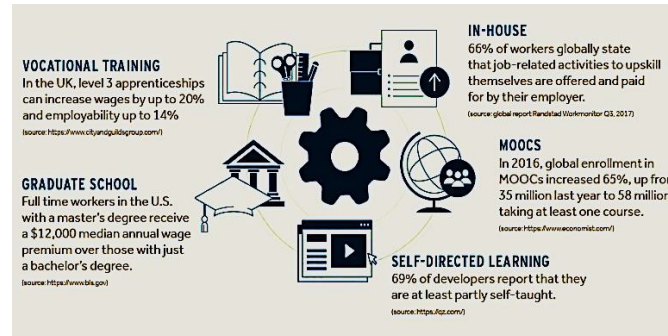 VOCATIONAL TRAINING
In the UK, level 3 apprenticeships
can increase wages by up to 20%
and employability up to 14%
(source: https://www.cityandguildsgroup.com/)
GRADUATE SCHOOL
Full time workers in the U.S.
with a master's degree receive
a $12,000 median annual wage
premium over those with just
a bachelor's degree.
(source: https://www.bls.gov)
IN-HOUSE
66% of workers globally state
that job-related activities to upskill
themselves are offered and paid
for by their employer.
(source: global report Randstad Workmonitor Q3, 2017)
MOOCS
In 2016, global enrollment in
MOOCs increased 65%, up fro
35 million last year to 58 million
taking at least one course.
(source: https://www.economist.com/)
SELF-DIRECTED LEARNING
69% of developers report that they
are at least partly self-taught.
(source: https://qz.com/)